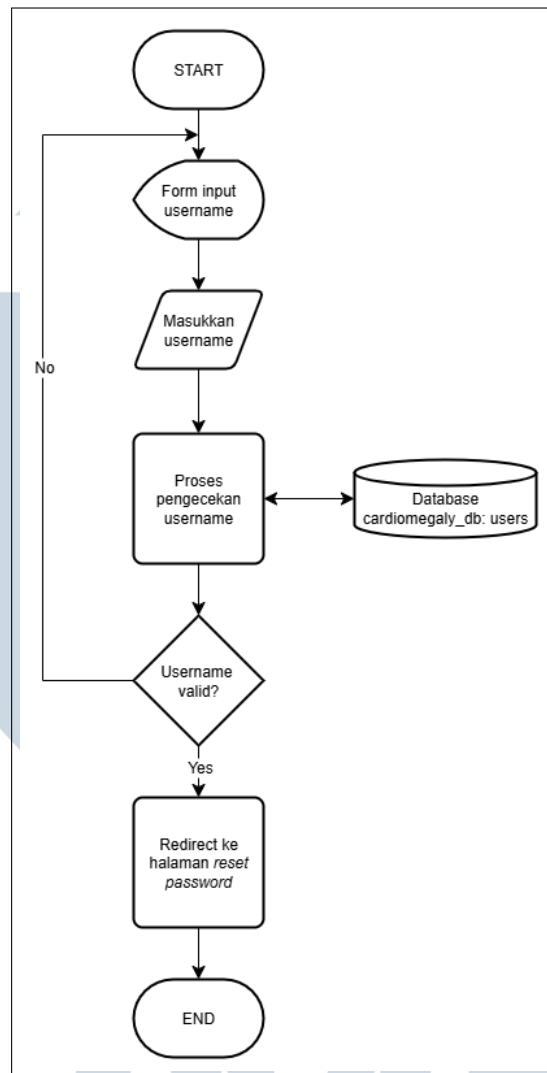 START
Form input
username
Masukkan
username
No
Proses
pengecekan
username
Database
cardiomegaly_db: users
Username
valid?
Yes
Redirect ke
halaman reset
password
END